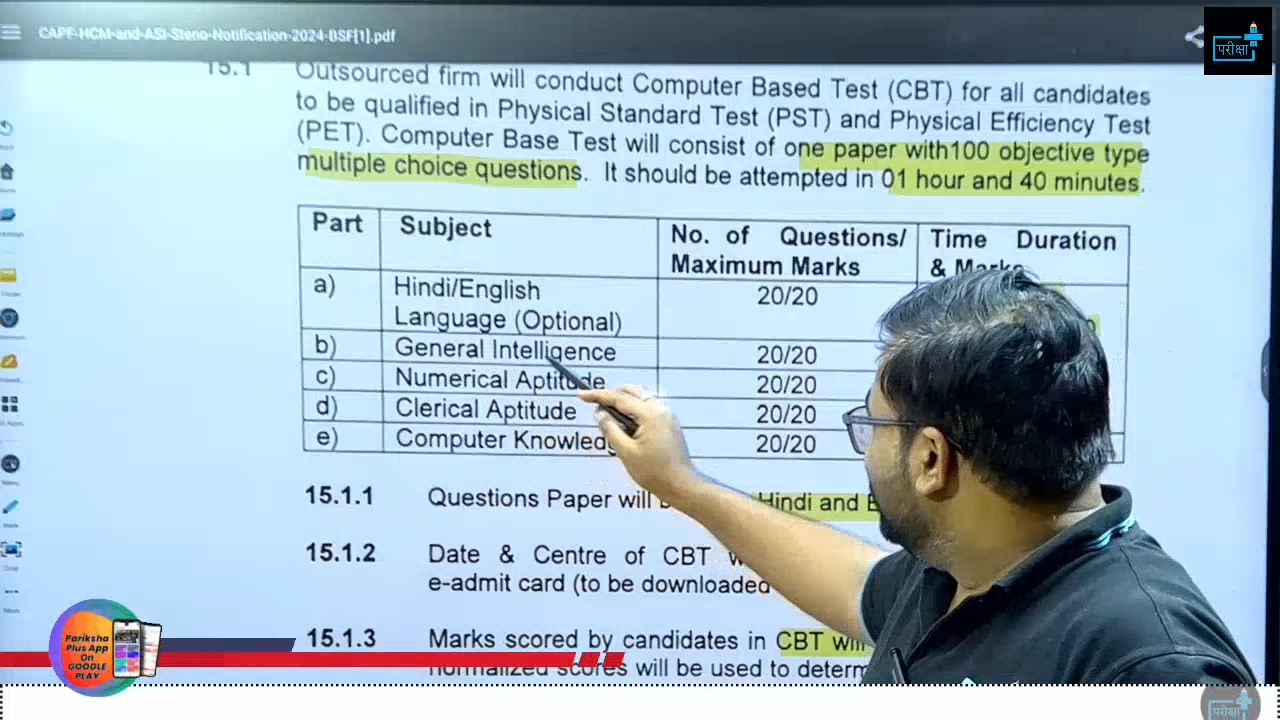 CAPF-HCM-and-ASI-Steno-Notification-2024-BSF[1].pdf
परीक्षा
15.1 Outsourced firm will conduct Computer Based Test (CBT) for all candidates
to be qualified in Physical Standard Test (PST) and Physical Efficiency Test
(PET). Computer Base Test will consist of one paper with100 objective type
multiple choice questions. It should be attempted in 01 hour and 40 minutes.
Part Subject No. of Questions/ Maximum Marks Time Duration & Marks
a) Hindi/English Language (Optional) 20/20
b) General Intelligence 20/20
c) Numerical Aptitude 20/20
d) Clerical Aptitude 20/20
e) Computer Knowledg 20/20
15.1.1 Questions Paper will Hindi and
15.1.2 Date & Centre of CBT
e-admit card (to be downloaded
15.1.3 Marks scored by candidates in CBT will
normalized scores will be used to
Pariksha
Plus App
On
GOOGLE
PLAY
परीक्षा